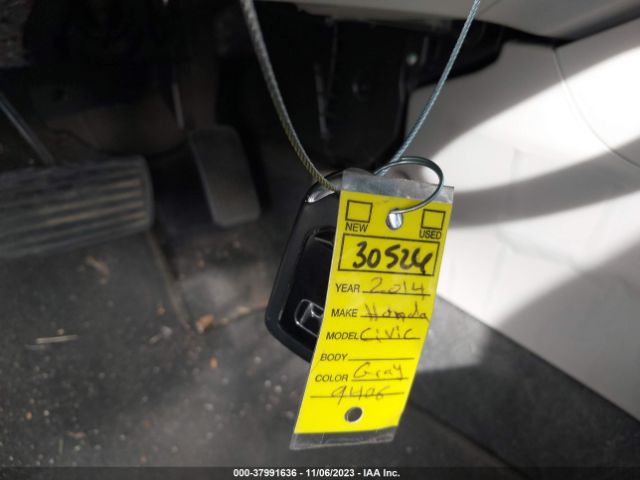 NEW USED
30526
YEAR 2014
MAKE Honda
MODEL Civic
BODY
COLOR Gray
9406
000-37991636 - 11/06/2023 - IAA Inc.